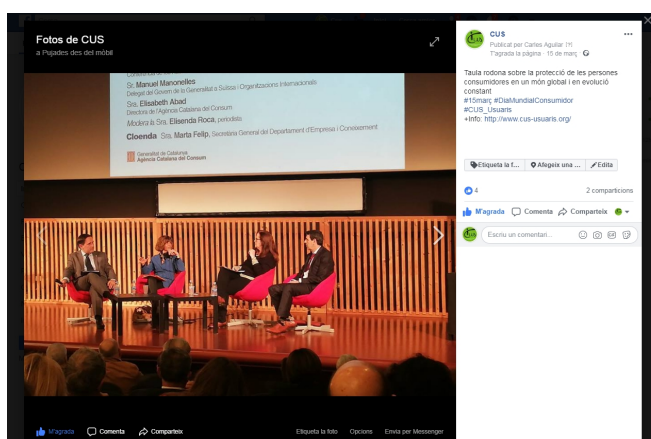 Fotos de CUS
a Pujades des del mòbil
Sr. Manuel Manonelles
Delegat del Govern de la Generalitat a Suïssa i Organitzacions Internacionals
Sra. Elisabeth Abad
Directora de l'Agència Catalana del Consum
Modera la Sra. Elisenda Roca, periodista
Cloenda Sra. Marta Felip, Secretària General del Departament d'Empresa i Coneixement
Generalitat de Catalunya
Agència Catalana del Consum
M'agrada Comenta Comparteix
Etiqueta la foto Opcions Envia per Messenger
CUS
Publicat per Carles Aguilar [?]
T'agrada la pàgina · 15 de març ·
Taula rodona sobre la protecció de les persones
consumidores en un món global i en evolució
constant
#15març #DiaMundialConsumidor
#CUS_Usuaris
+Info: http://www.cus-usuaris.org/
Etiqueta la f... Afegeix una ... Edita
4 2 comparticions
M'agrada Comenta Comparteix
Escriu un comentari...